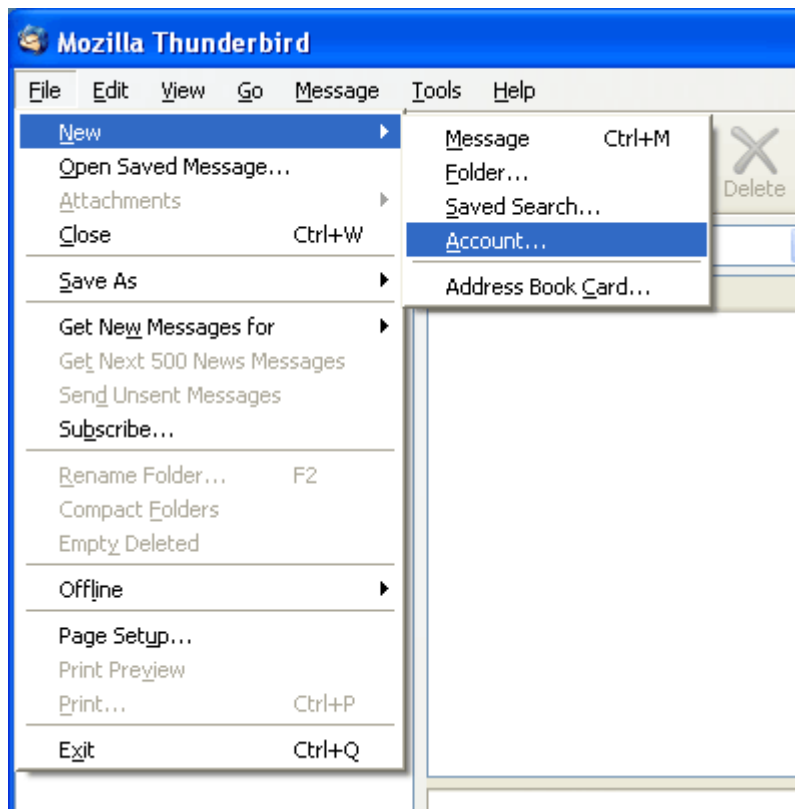 Mozilla Thunderbird
File Edit View Go Message Tools Help
New
Open Saved Message...
Attachments
Close Ctrl+W
Save As
Get New Messages for
Get Next 500 News Messages
Send Unsent Messages
Subscribe...
Rename Folder... F2
Compact Folders
Empty Deleted
Offline
Page Setup...
Print Preview
Print... Ctrl+P
Exit Ctrl+Q
Message Ctrl+M
Folder...
Saved Search...
Account...
Address Book Card...
Delete